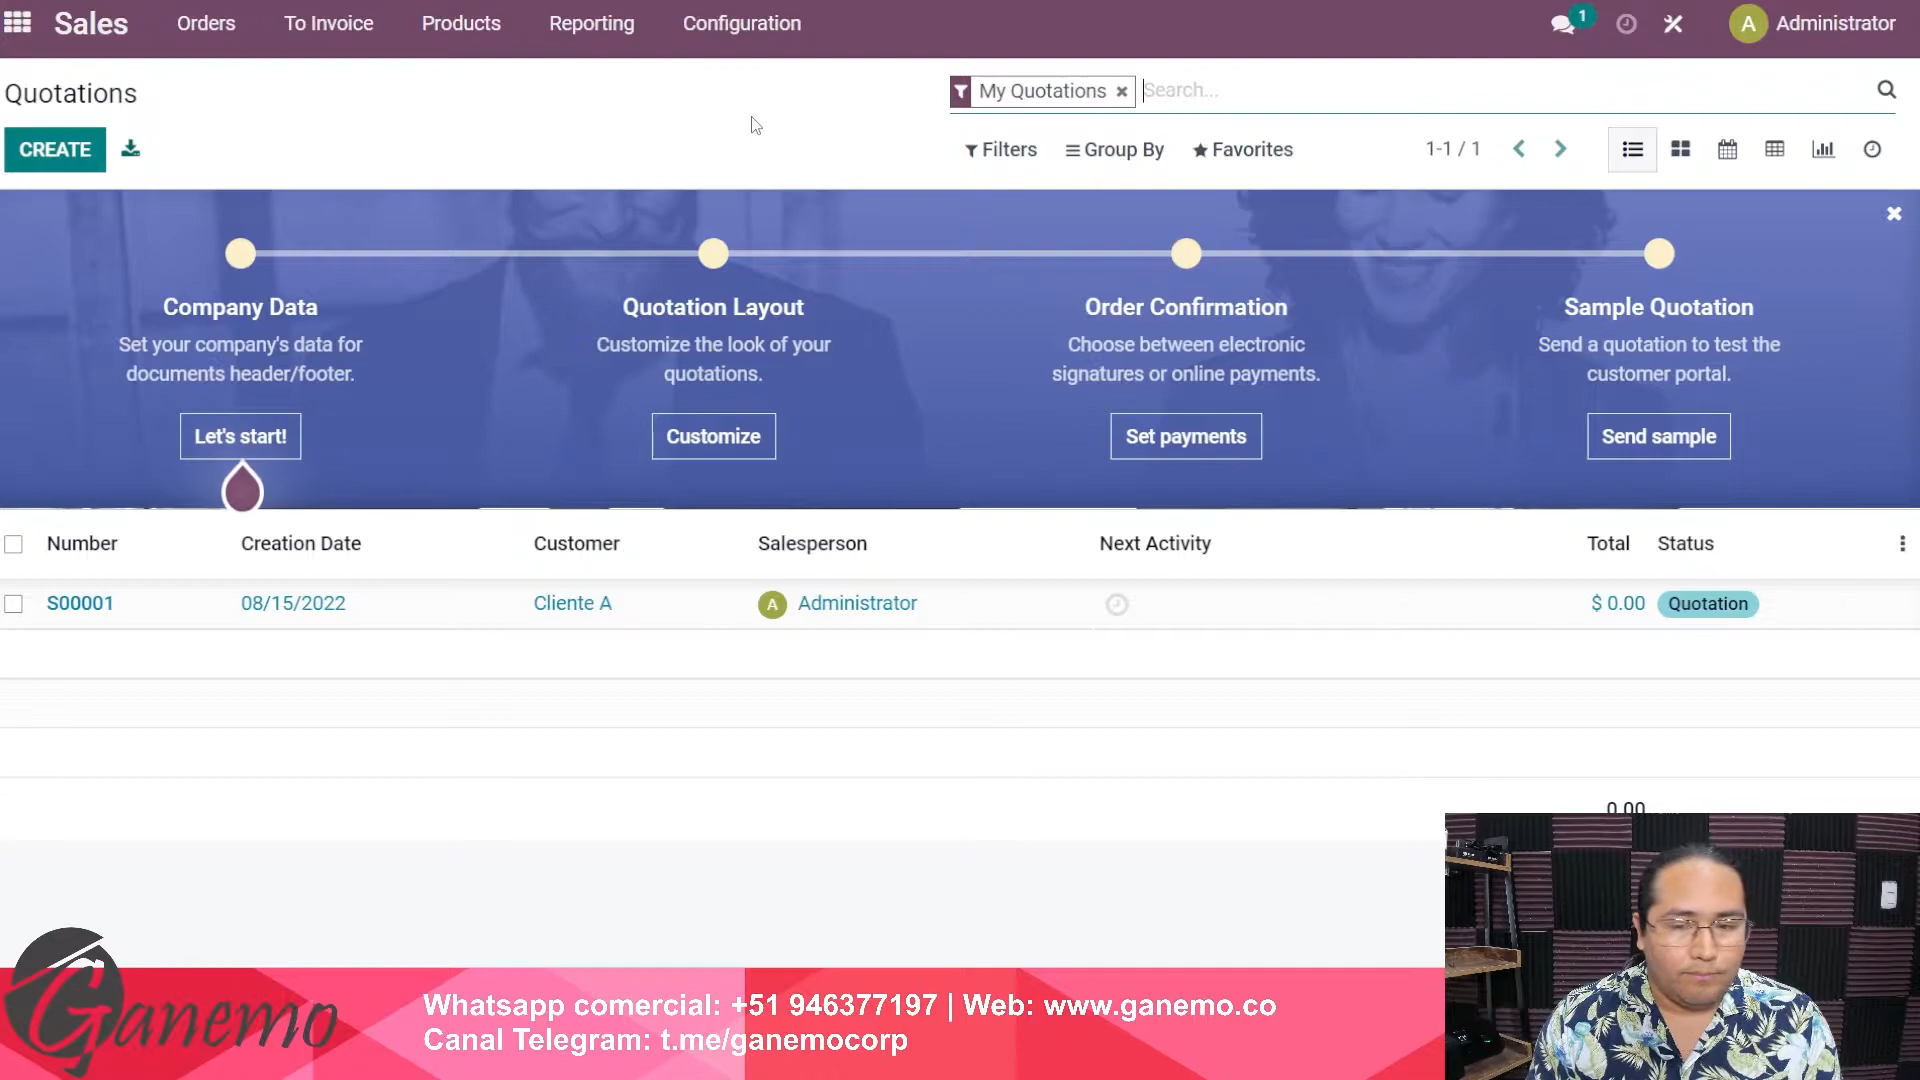 Sales Orders To Invoice Products Reporting Configuration 1 A Administrator
Quotations
My Quotations × Search...
CREATE
Filters Group By Favorites 1-1 / 1
Company Data
Set your company's data for
documents header/footer.
Let's start!
Quotation Layout
Customize the look of your
quotations.
Customize
Order Confirmation
Choose between electronic
signatures or online payments.
Set payments
Sample Quotation
Send a quotation to test the
customer portal.
Send sample
Number Creation Date Customer Salesperson Next Activity Total Status
S00001 08/15/2022 Cliente A A Administrator $ 0.00 Quotation
0.00
Ganemo
Whatsapp comercial: +51 946377197 | Web: www.ganemo.co
Canal Telegram: t.me/ganemocorp